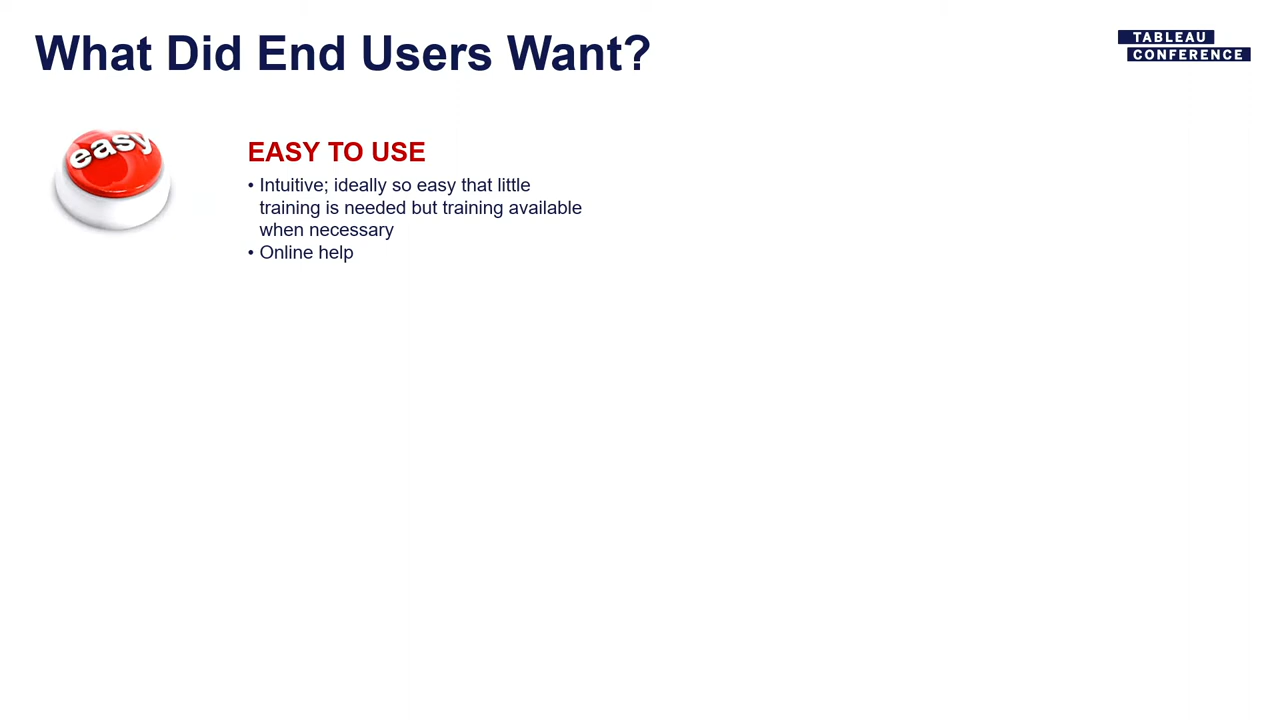 What Did End Users Want?
TABLEAU
CONFERENCE
easy
EASY TO USE
• Intuitive; ideally so easy that little
training is needed but training available
when necessary
• Online help